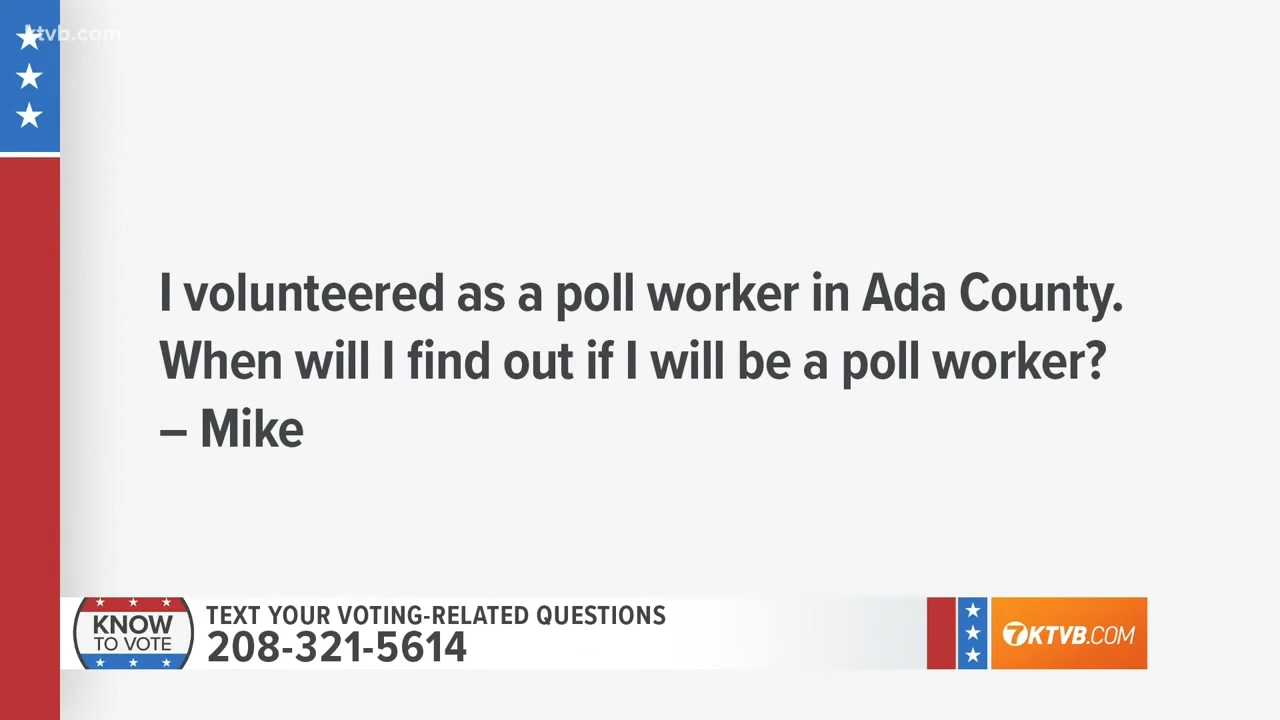 ktvb.com
I volunteered as a poll worker in Ada County.
When will I find out if I will be a poll worker?
– Mike
KNOW
TO VOTE
TEXT YOUR VOTING-RELATED QUESTIONS
208-321-5614
7KTVB.COM